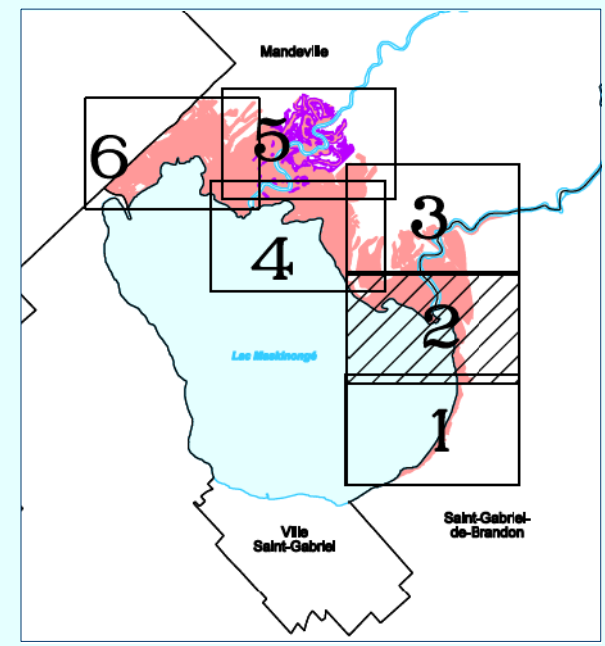 Mandeville
5
6
3
4
2
Lac Maskinongé
1
Saint-Gabriel-
de-Brandon
Ville
Saint-Gabriel